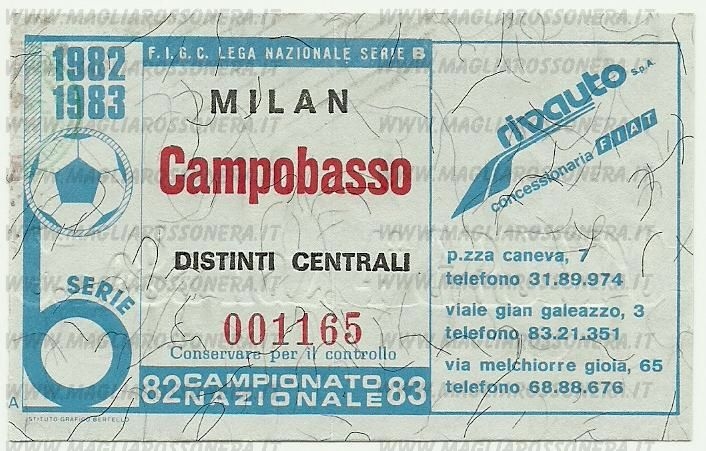 1982
1983
SERIE
b
A
ISTITUTO GRAFICO BERTELLO
F.I.G.C. LEGA NAZIONALE SERIE B
MILAN
Campobasso
DISTINTI CENTRALI
001165
Conservare per il controllo
82 CAMPIONATO NAZIONALE 83
rivauto s.p.A.
concessionaria FIAT
p.zza caneva, 7
telefono 31.89.974
viale gian galeazzo, 3
telefono 83.21.351
via melchiorre gioia, 65
telefono 68.88.676
WWW.MAGLIAROSSONERA.IT